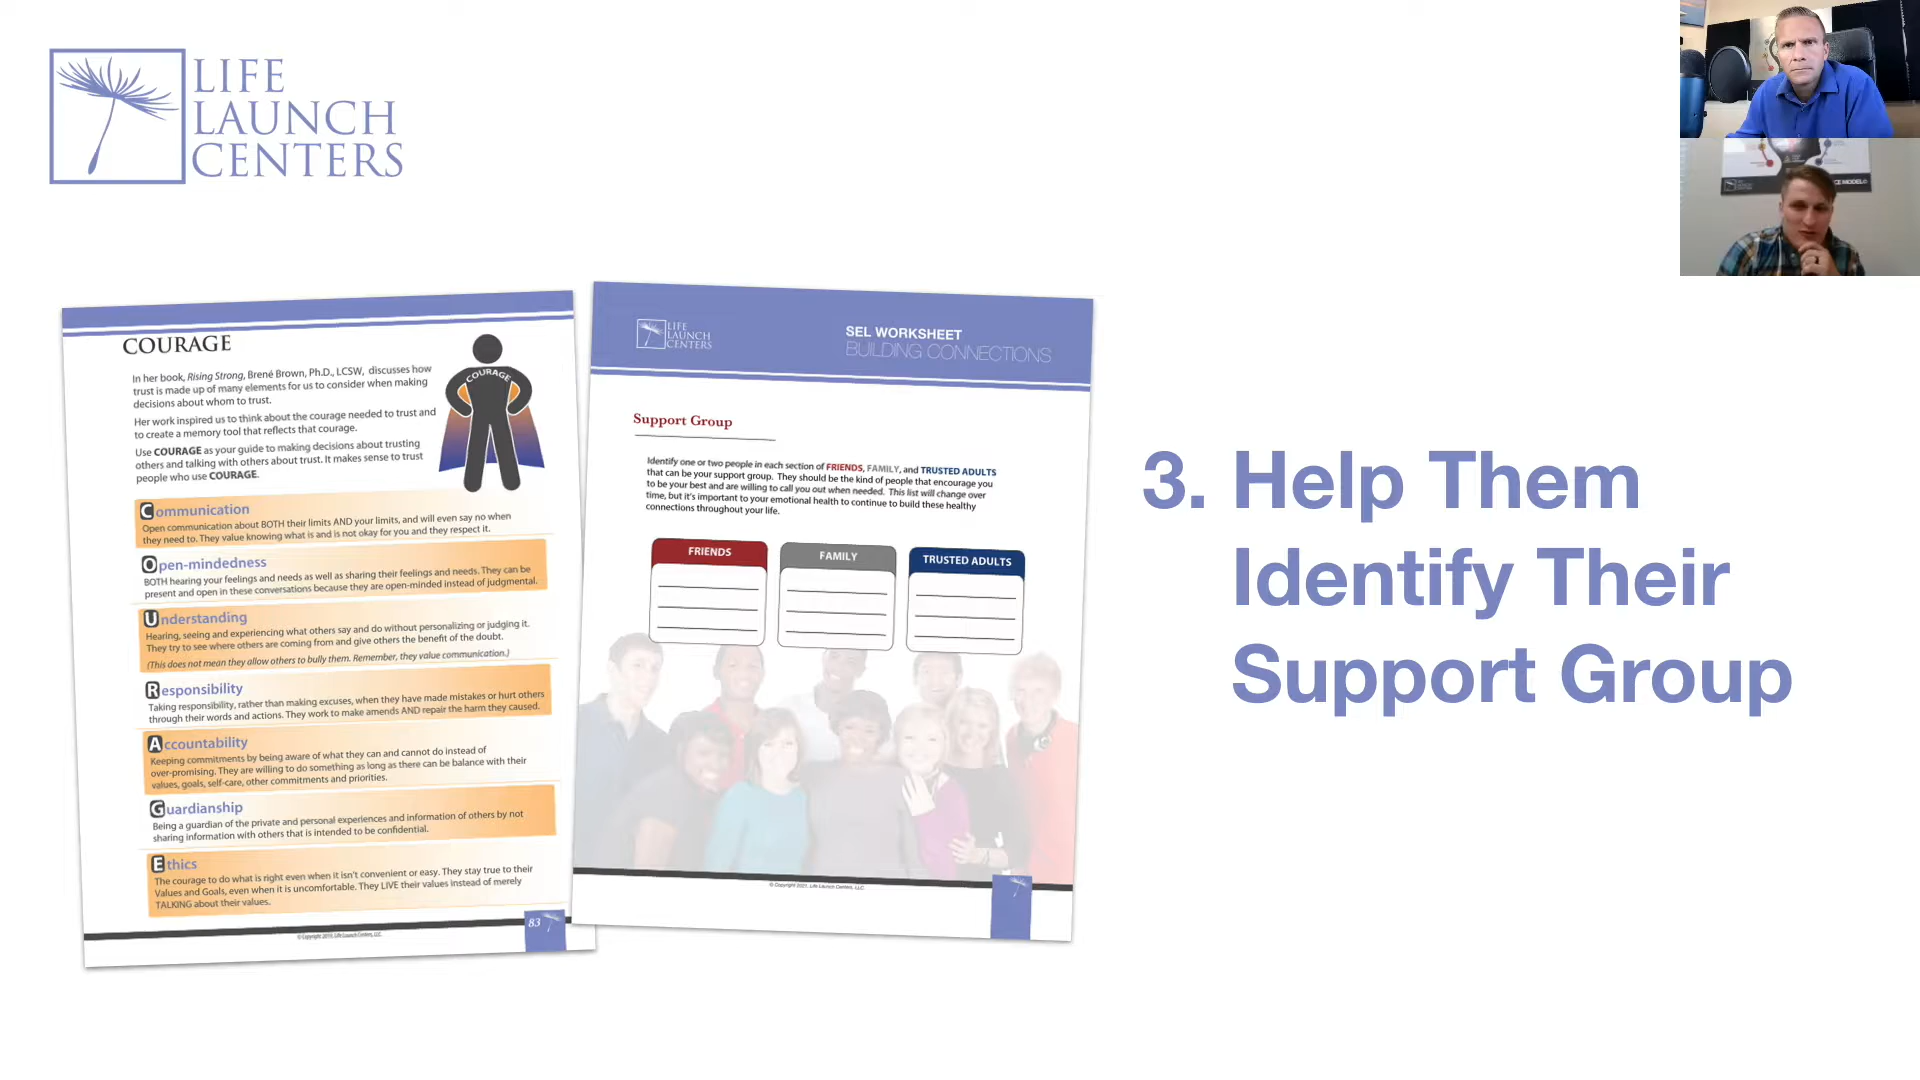 LIFE
LAUNCH
CENTERS
COURAGE
In her book, Rising Strong, Brené Brown, Ph.D., LCSW, discusses how
trust is made up of many elements for us to consider when making
decisions about whom to trust.
Her work inspired us to think about the courage needed to trust and
to create a memory tool that reflects that courage.
Use COURAGE as your guide to making decisions about trusting
others and talking with others about trust. It makes sense to trust
people who use COURAGE.
COURAGE
Communication
Open communication about BOTH their limits AND your limits, and will even say no when
they need to. They value knowing what is and is not okay for you and they respect it.
Open-mindedness
BOTH hearing your feelings and needs as well as sharing their feelings and needs. They can be
present and open in these conversations because they are open-minded instead of judgmental.
Understanding
Hearing, seeing and experiencing what others say and do without personalizing or judging it.
They try to see where others are coming from and give others the benefit of the doubt.
(This does not mean they allow others to bully them. Remember, they value communication.)
Responsibility
Taking responsibility, rather than making excuses, when they have made mistakes or hurt others
through their words and actions. They work to make amends AND repair the harm they caused.
Accountability
Keeping commitments by being aware of what they can and cannot do instead of
over-promising. They are willing to do something as long as there can be balance with their
values, goals, self-care, other commitments and priorities.
Guardianship
Being a guardian of the private and personal experiences and information of others by not
sharing information with others that is intended to be confidential.
Ethics
The courage to do what is right even when it isn't convenient or easy. They stay true to their
Values and Goals, even when it is uncomfortable. They LIVE their values instead of merely
TALKING about their values.
83
© Copyright 2019, Life Launch Centers, LLC.
LIFE
LAUNCH
CENTERS
SEL WORKSHEET
BUILDING CONNECTIONS
Support Group
Identify one or two people in each section of FRIENDS, FAMILY, and TRUSTED ADULTS
that can be your support group. They should be the kind of people that encourage you
to be your best and are willing to call you out when needed. This list will change over
time, but it's important to your emotional health to continue to build these healthy
connections throughout your life.
FRIENDS
FAMILY
TRUSTED ADULTS
© Copyright 2021, Life Launch Centers, LLC.
3. Help Them
Identify Their
Support Group
LIFE
LAUNCH
CENTERS